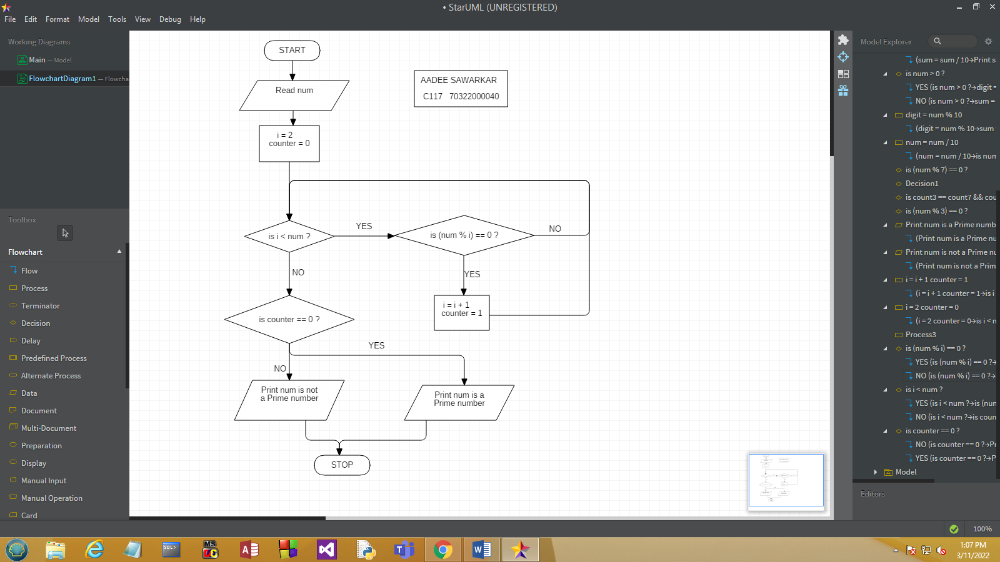 • StarUML (UNREGISTERED)
File Edit Format Model Tools View Debug Help
Working Diagrams
Main — Model
FlowchartDiagram1 — Flowcha
Toolbox
Flowchart
Flow
Process
Terminator
Decision
Delay
Predefined Process
Alternate Process
Data
Document
Multi-Document
Preparation
Display
Manual Input
Manual Operation
Card
START
Read num
AADEE SAWARKAR
C117 70322000040
i = 2
counter = 0
is i < num ?
YES
is (num % i) == 0 ?
NO
NO
YES
i = i + 1
counter = 1
is counter == 0 ?
YES
NO
Print num is not
a Prime number
Print num is a
Prime number
STOP
Model Explorer
(sum = sum / 10→Print s
is num > 0 ?
YES (is num > 0 ?→digit =
NO (is num > 0 ?→sum =
digit = num % 10
(digit = num % 10→sum =
num = num / 10
(num = num / 10→is num
is (num % 7) == 0 ?
Decision1
is count3 == count7 && cou
is (num % 3) == 0 ?
Print num is a Prime numb
(Print num is a Prime nu
Print num is not a Prime nu
(Print num is not a Prim
i = i + 1 counter = 1
(i = i + 1 counter = 1→is i
i = 2 counter = 0
(i = 2 counter = 0→is i < n
Process3
is (num % i) == 0 ?
YES (is (num % i) == 0 ?→
NO (is (num % i) == 0 ?→
is i < num ?
YES (is i < num ?→is (num
NO (is i < num ?→is coun
is counter == 0 ?
NO (is counter == 0 ?→Pr
YES (is counter == 0 ?→P
Model
Editors
100%
SQL>
MS
A
T
W
1:07 PM
3/11/2022